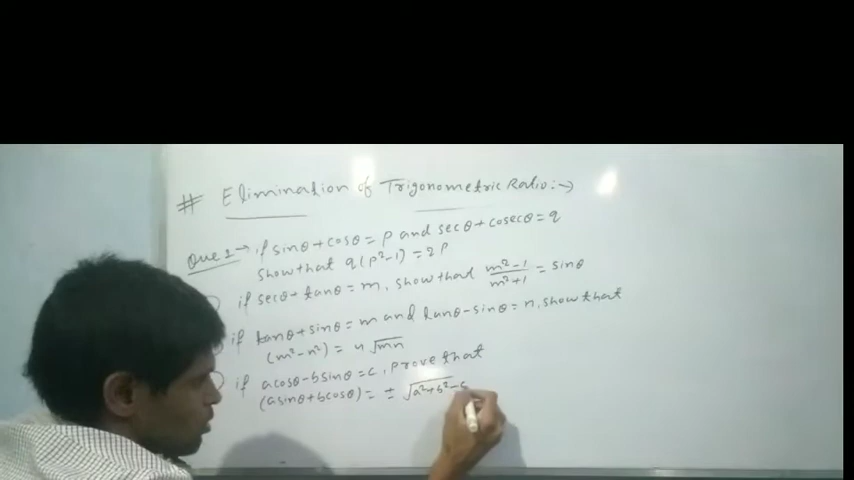 # Elimination of Trigonometric Ratio:→
Que 1→ if sinθ+cosθ = P and secθ+cosecθ = q
Show that q(P²-1) = 2P
if secθ+tanθ = m, show that m²-1/m²+1 = sinθ
if tanθ+sinθ = m and tanθ-sinθ = n, show that
(m²-n²) = 4√mn
if acosθ-bsinθ = c, prove that
(asinθ+bcosθ) = ± √a²+b²-c